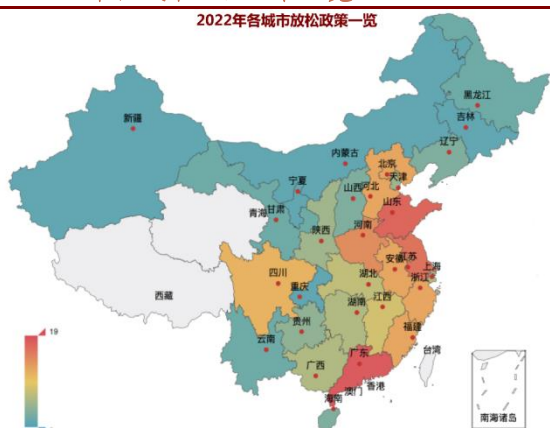 2022年各城市放松政策一览
黑龙江
新疆
吉林
辽宁
内蒙古
北京
天津
宁夏
山西
河北
山东
青海
甘肃
陕西
河南
江苏
安徽
上海
四川
湖北
浙江
重庆
西藏
湖南
江西
19
贵州
福建
云南
台湾
广东
广西
香港
澳门
海南
南海诸岛